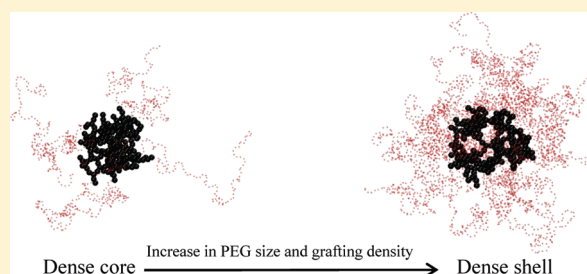 Increase in PEG size and grafting density
Dense core
Dense shell